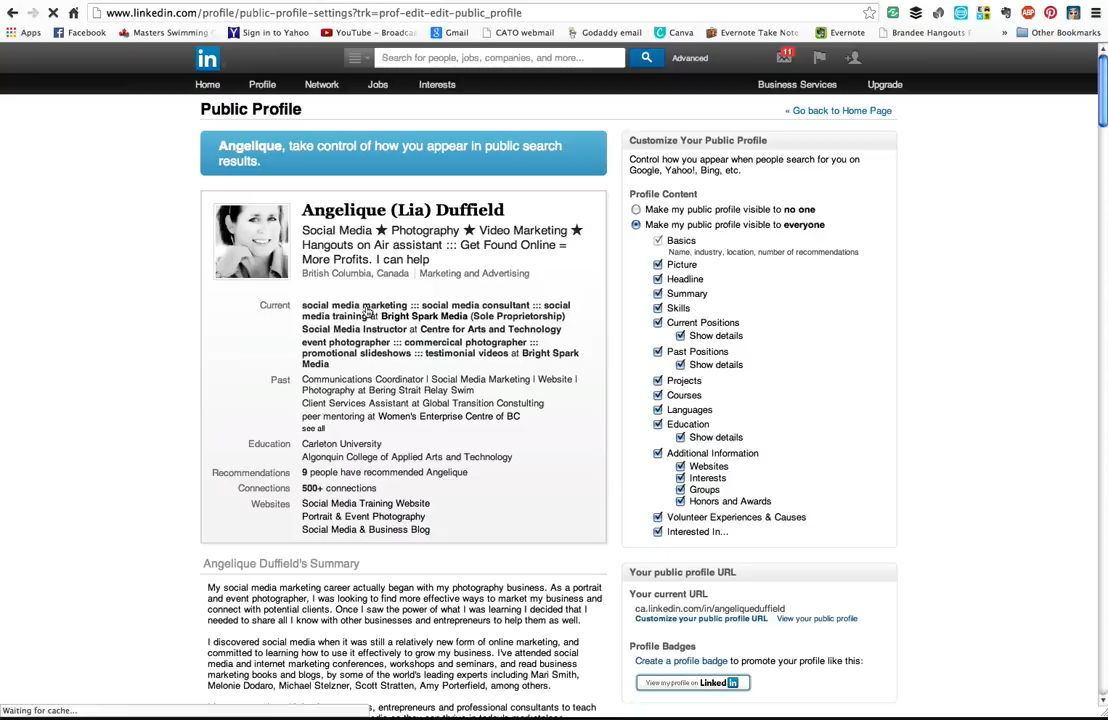 www.linkedin.com/profile/public-profile-settings?trk=prof-edit-edit-public_profile
Apps Facebook Masters Swimming Sign in to Yahoo YouTube - Broadcas Gmail CATO webmail Godaddy email Canva Evernote Take Note Evernote Brandee Hangouts » Other Bookmarks
in Search for people, jobs, companies, and more... Advanced 11
Home Profile Network Jobs Interests Business Services Upgrade
Public Profile
« Go back to Home Page
Angelique, take control of how you appear in public search
results.
Angelique (Lia) Duffield
Social Media ★ Photography ★ Video Marketing ★
Hangouts on Air assistant ::: Get Found Online =
More Profits. I can help
British Columbia, Canada | Marketing and Advertising
Current social media marketing ::: social media consultant ::: social
media training at Bright Spark Media (Sole Proprietorship)
Social Media Instructor at Centre for Arts and Technology
event photographer ::: commercical photographer :::
promotional slideshows ::: testimonial videos at Bright Spark
Media
Past Communications Coordinator | Social Media Marketing | Website |
Photography at Bering Strait Relay Swim
Client Services Assistant at Global Transition Constulting
peer mentoring at Women's Enterprise Centre of BC
see all
Education Carleton University
Algonquin College of Applied Arts and Technology
Recommendations 9 people have recommended Angelique
Connections 500+ connections
Websites Social Media Training Website
Portrait & Event Photography
Social Media & Business Blog
Angelique Duffield's Summary
My social media marketing career actually began with my photography business. As a portrait
and event photographer, I was looking to find more effective ways to market my business and
connect with potential clients. Once I saw the power of what I was learning I decided that I
needed to share all I know with other businesses and entrepreneurs to help them as well.
I discovered social media when it was still a relatively new form of online marketing, and
committed to learning how to use it effectively to grow my business. I've attended social
media and internet marketing conferences, workshops and seminars, and read business
marketing books and blogs, by some of the world's leading experts including Mari Smith,
Melonie Dodaro, Michael Stelzner, Scott Stratten, Amy Porterfield, among others.
s, entrepreneurs and professional consultants to teach
Customize Your Public Profile
Control how you appear when people search for you on
Google, Yahoo!, Bing, etc.
Profile Content
Make my public profile visible to no one
Make my public profile visible to everyone
Basics
Name, industry, location, number of recommendations
Picture
Headline
Summary
Skills
Current Positions
Show details
Past Positions
Show details
Projects
Courses
Languages
Education
Show details
Additional Information
Websites
Interests
Groups
Honors and Awards
Volunteer Experiences & Causes
Interested In...
Your public profile URL
Your current URL
ca.linkedin.com/in/angeliqueduffield
Customize your public profile URL View your public profile
Profile Badges
Create a profile badge to promote your profile like this:
View my profile on Linked in
Waiting for cache...